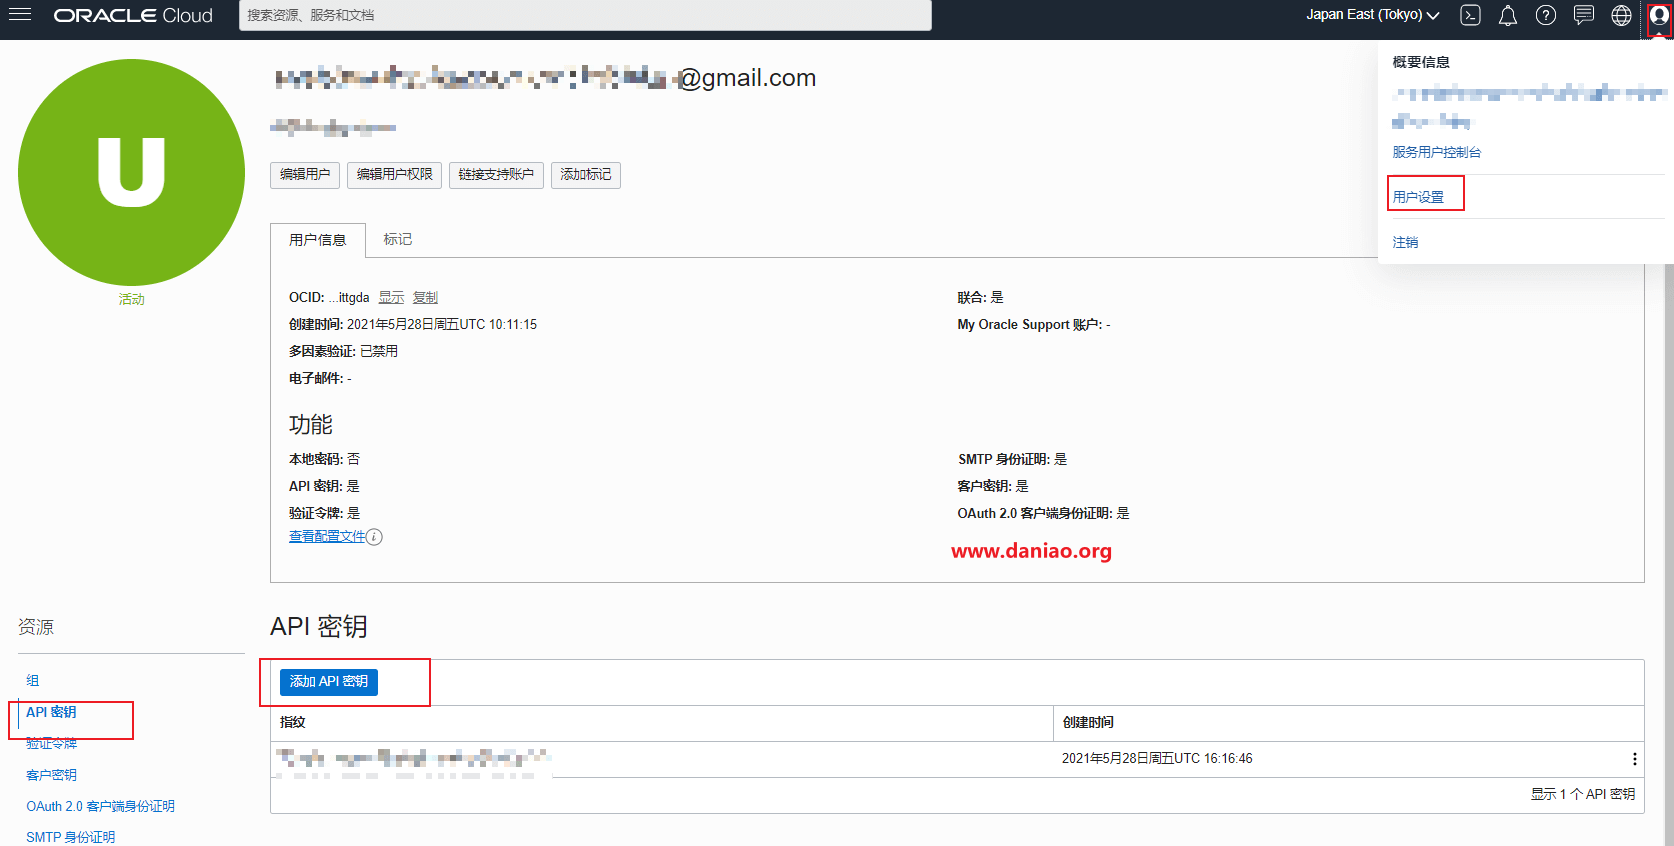 ORACLE Cloud
搜索资源、服务和文档
Japan East (Tokyo)
概要信息
服务用户控制台
用户设置
注销
U
活动
@gmail.com
编辑用户 编辑用户权限 链接支持账户 添加标记
用户信息 标记
OCID: ...ittgda 显示 复制
联合: 是
创建时间: 2021年5月28日周五UTC 10:11:15
My Oracle Support 账户: -
多因素验证: 已禁用
电子邮件: -
功能
本地密码: 否
SMTP 身份证明: 是
API 密钥: 是
客户密钥: 是
验证令牌: 是
OAuth 2.0 客户端身份证明: 是
查看配置文件 i
www.daniao.org
资源
组
API 密钥
验证令牌
客户密钥
OAuth 2.0 客户端身份证明
SMTP 身份证明
API 密钥
添加 API 密钥
指纹 创建时间
2021年5月28日周五UTC 16:16:46
显示 1 个 API 密钥